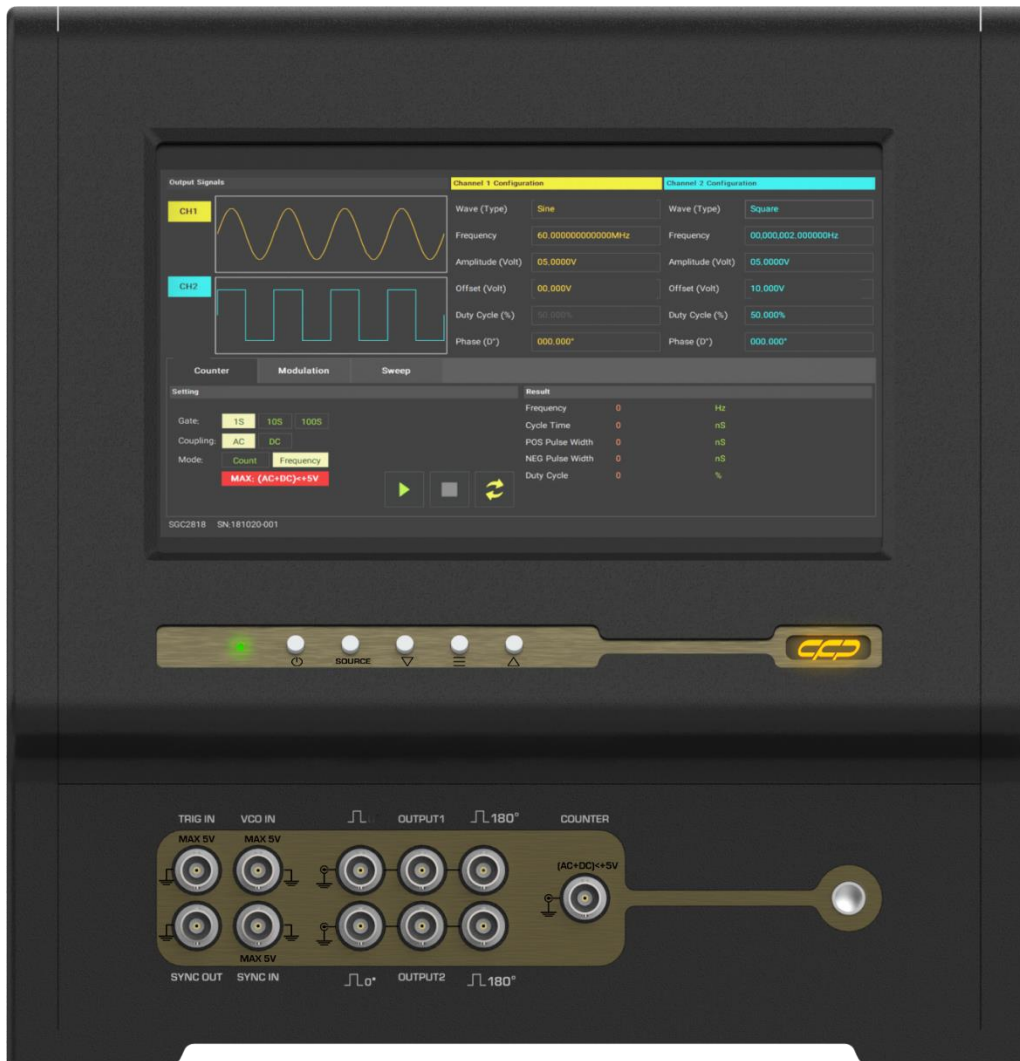 Output Signals
Channel 1 Configuration
Channel 2 Configuration
CH1
CH2
Wave (Type) Sine
Frequency 60.000000000000MHz
Amplitude (Volt) 05.0000V
Offset (Volt) 00.000V
Duty Cycle (%) 50.000%
Phase (D°) 000.000°
Wave (Type) Square
Frequency 00,000,002.000000Hz
Amplitude (Volt) 05.0000V
Offset (Volt) 10.000V
Duty Cycle (%) 50.000%
Phase (D°) 000.000°
Counter Modulation Sweep
Setting
Gate: 1S 10S 100S
Coupling: AC DC
Mode: Count Frequency
MAX: (AC+DC)<+5V
Result
Frequency 0 Hz
Cycle Time 0 nS
POS Pulse Width 0 nS
NEG Pulse Width 0 nS
Duty Cycle 0 %
SGC2818 SN:181020-001
SOURCE
TRIG IN VCO IN OUTPUT1 180° COUNTER
MAX 5V MAX 5V
(AC+DC)<+5V
MAX 5V
SYNC OUT SYNC IN 0° OUTPUT2 180°